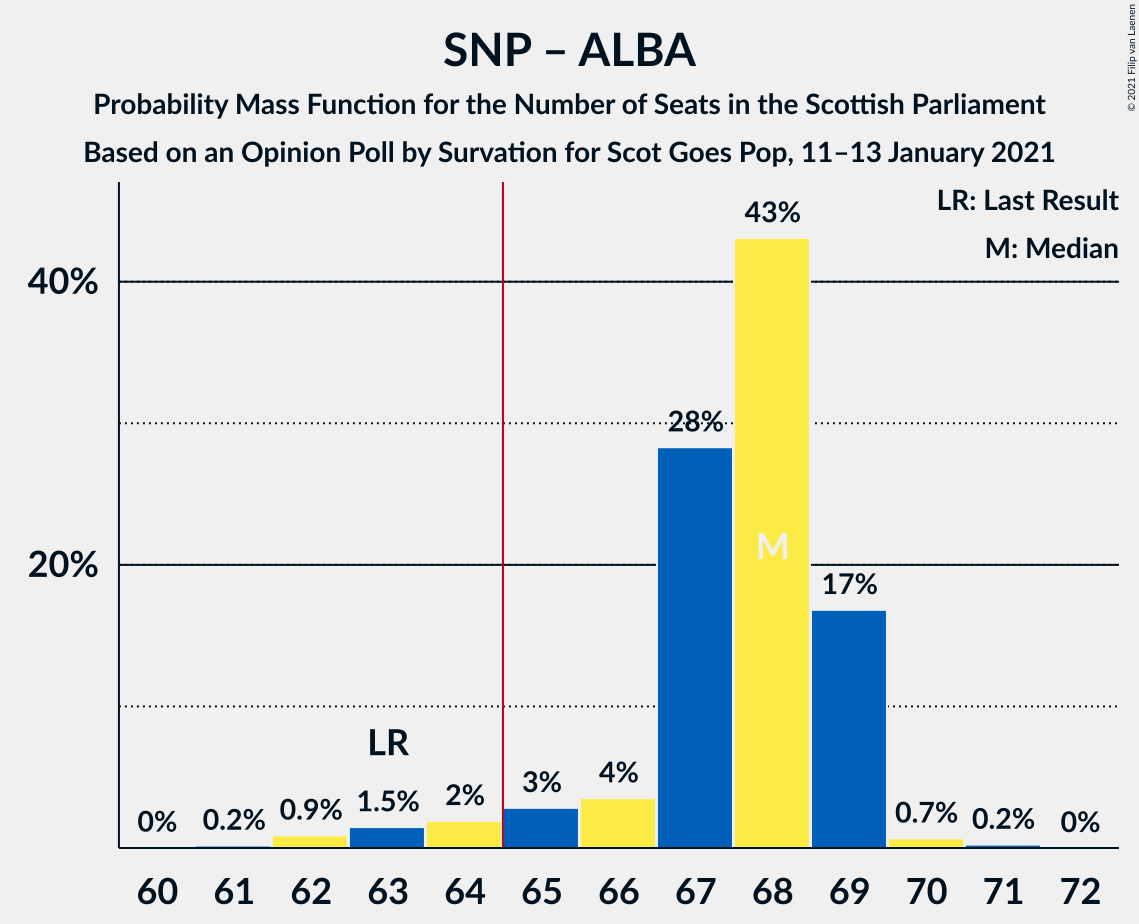 SNP – ALBA
Probability Mass Function for the Number of Seats in the Scottish Parliament
Based on an Opinion Poll by Survation for Scot Goes Pop, 11–13 January 2021
© 2021 Filip van Laenen
LR: Last Result
M: Median
43%
40%
28%
M
20%
17%
LR
0% 0.2% 0.9% 1.5% 2% 3% 4% 0.7% 0.2% 0%
60 61 62 63 64 65 66 67 68 69 70 71 72